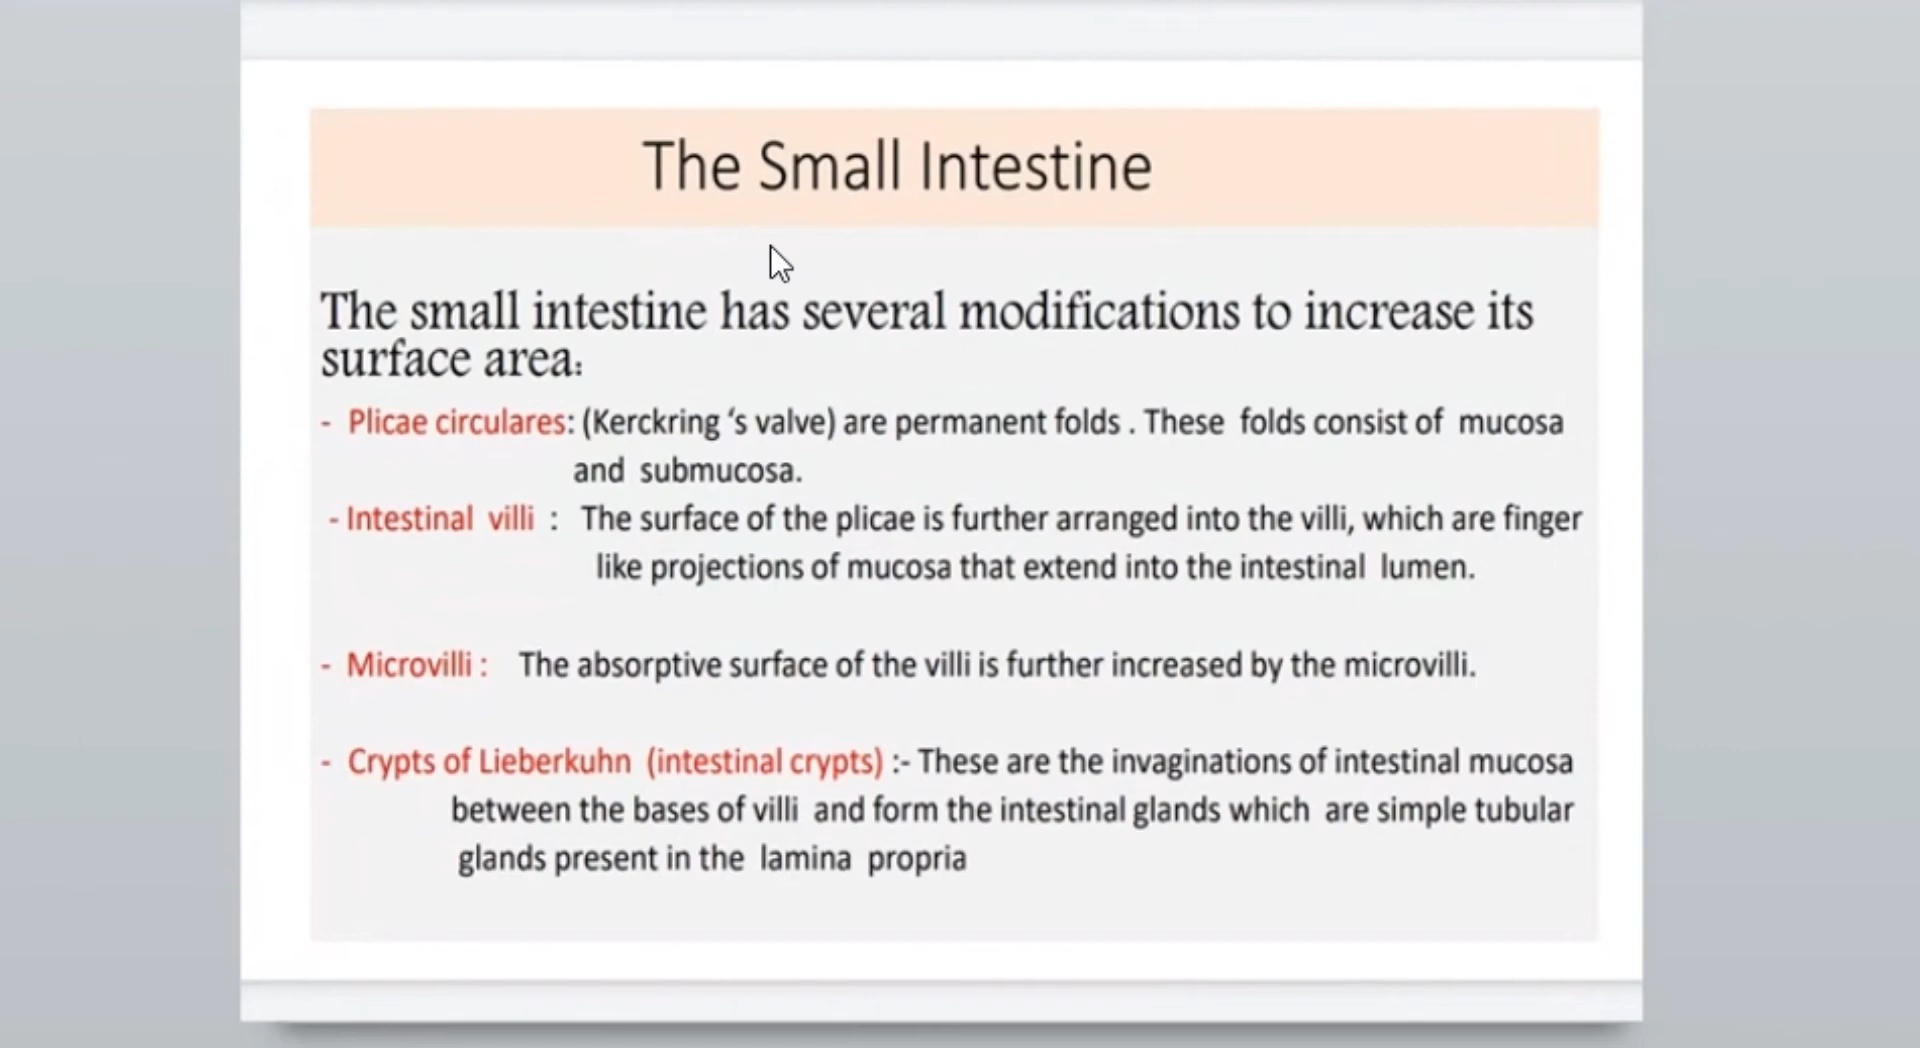 The Small Intestine
The small intestine has several modifications to increase its
surface area:
- Plicae circulares: (Kerckring ‘s valve) are permanent folds . These folds consist of mucosa
and submucosa.
- Intestinal villi : The surface of the plicae is further arranged into the villi, which are finger
like projections of mucosa that extend into the intestinal lumen.
- Microvilli : The absorptive surface of the villi is further increased by the microvilli.
- Crypts of Lieberkuhn (intestinal crypts) :- These are the invaginations of intestinal mucosa
between the bases of villi and form the intestinal glands which are simple tubular
glands present in the lamina propria